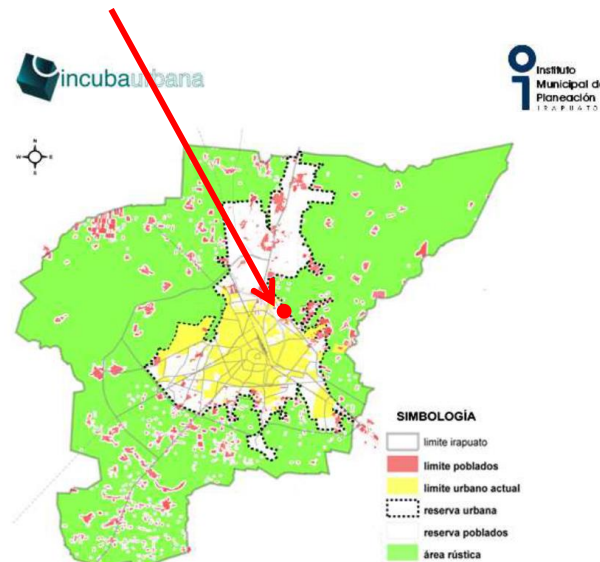 incubaurbana
Instituto
Municipal de
Planeación
IRAPUATO
N
W
E
S
SIMBOLOGÍA
limite irapuato
limite poblados
limite urbano actual
reserva urbana
reserva poblados
área rústica